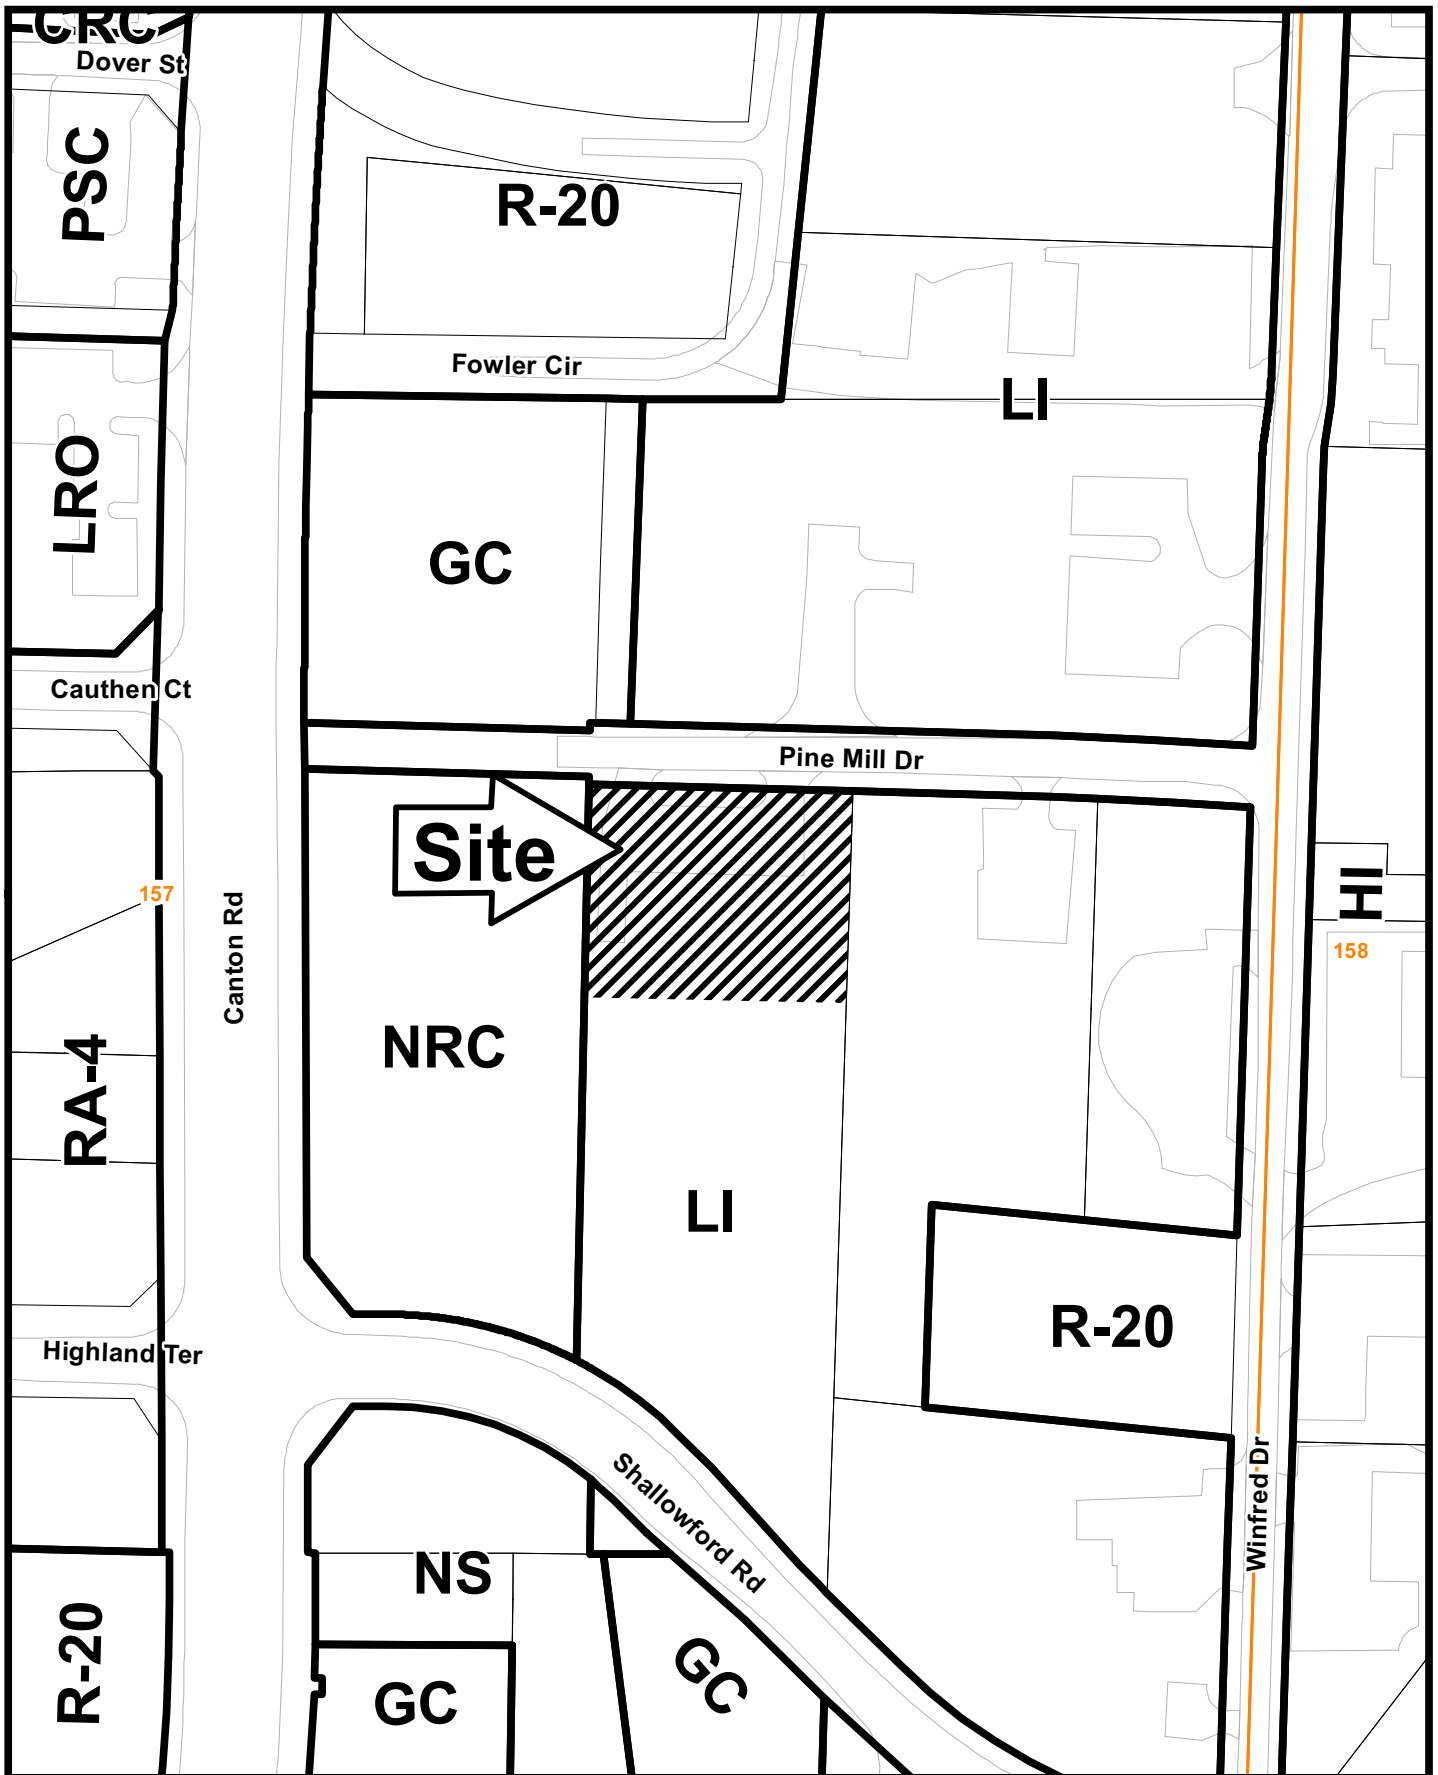 CRC
Dover St
PSC
R-20
Fowler Cir
LI
LRO
GC
Cauthen Ct
Pine Mill Dr
Site
157
HI
158
Canton Rd
NRC
RA-4
LI
R-20
Highland Ter
Shallowford Rd
Winfred Dr
NS
R-20
GC
GC